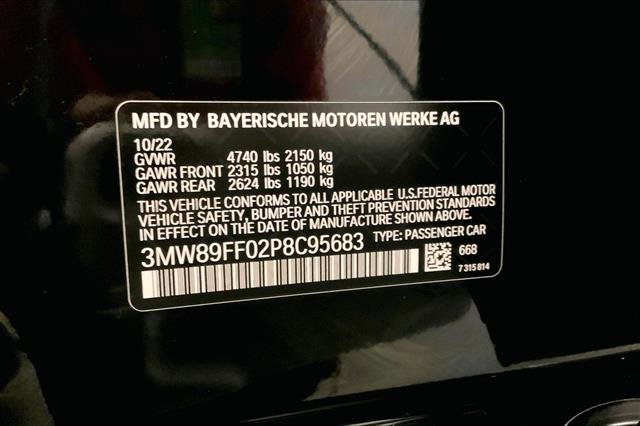 MFD BY BAYERISCHE MOTOREN WERKE AG
10/22
GVWR 4740 lbs 2150 kg
GAWR FRONT 2315 lbs 1050 kg
GAWR REAR 2624 lbs 1190 kg
THIS VEHICLE CONFORMS TO ALL APPLICABLE U.S.FEDERAL MOTOR
VEHICLE SAFETY, BUMPER AND THEFT PREVENTION STANDARDS
IN EFFECT ON THE DATE OF MANUFACTURE SHOWN ABOVE.
3MW89FF02P8C95683 TYPE: PASSENGER CAR
668
7 315 814